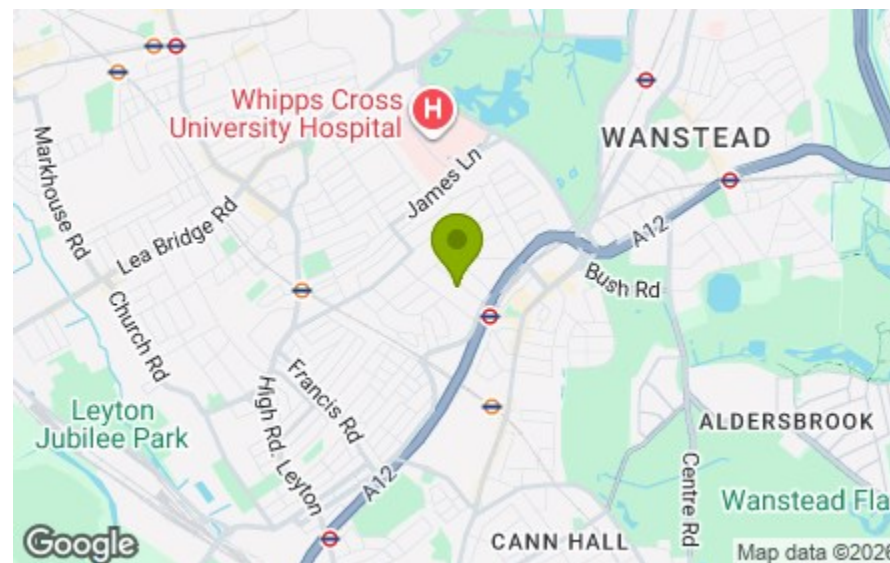 Whipps Cross
University Hospital
H
WANSTEAD
James Ln
Markhouse Rd
Lea Bridge Rd
A12
Bush Rd
Church Rd
Francis Rd
High Rd. Leyton
Leyton
Jubilee Park
A12
ALDERSBROOK
Centre Rd
Wanstead Fla
CANN HALL
Google
Map data ©2026